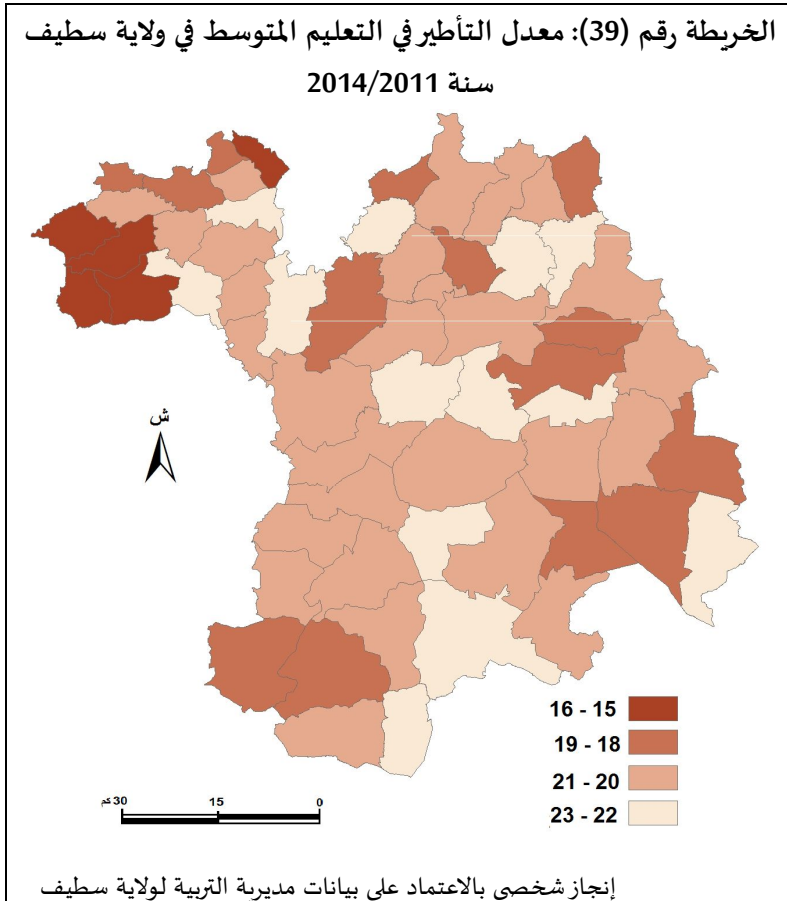 الخريطة رقم (39): معدل التأطير في التعليم المتوسط في ولاية سطيف
سنة 2014/2011
ش
16 - 15
19 - 18
21 - 20
23 - 22
30 كم 15 0
إنجاز شخصي بالاعتماد على بيانات مديرية التربية لولاية سطيف